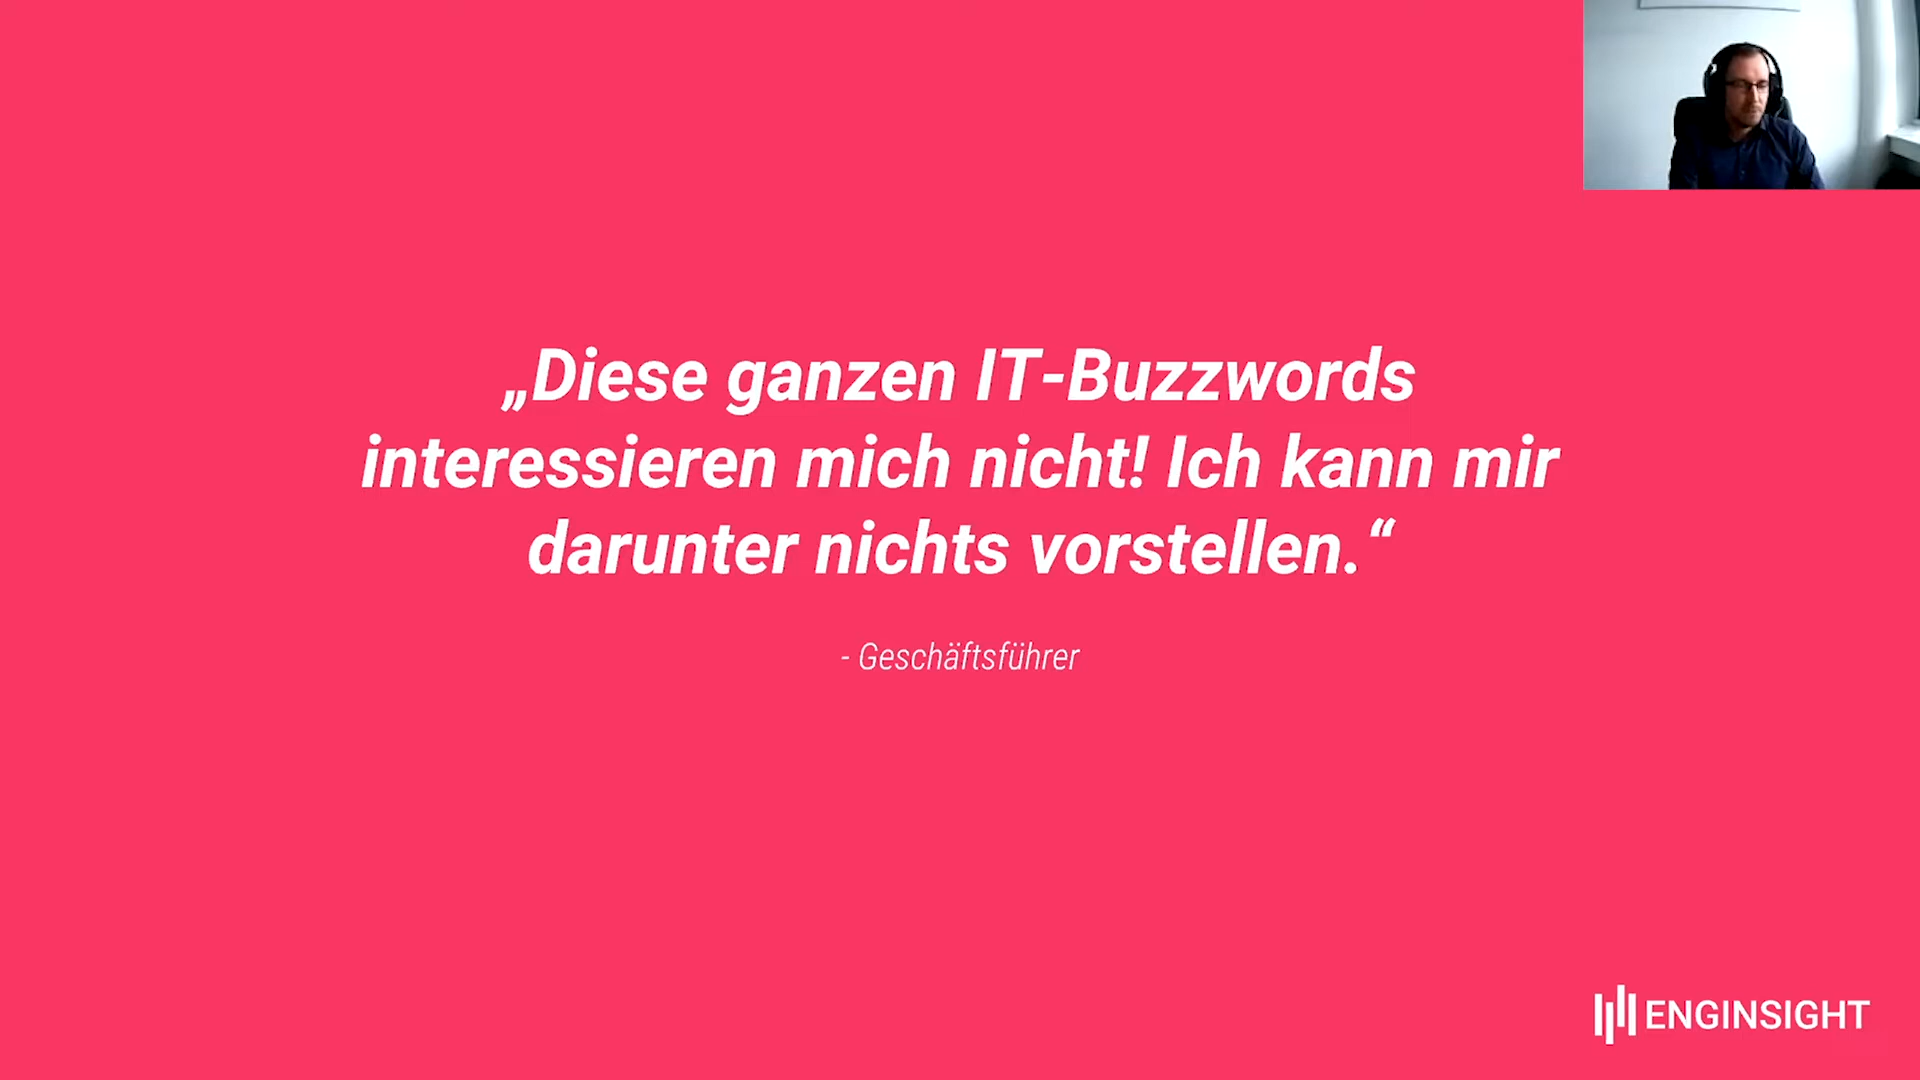 „Diese ganzen IT-Buzzwords
interessieren mich nicht! Ich kann mir
darunter nichts vorstellen.“
- Geschäftsführer
ENGINSIGHT